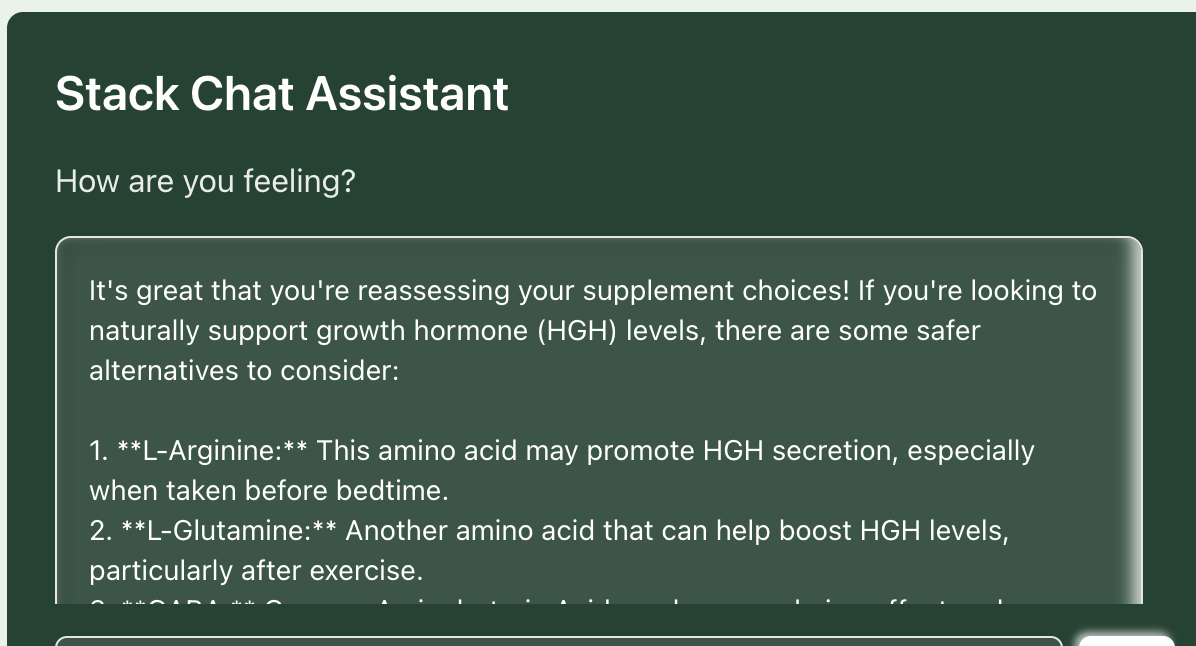 Stack Chat Assistant
How are you feeling?
It's great that you're reassessing your supplement choices! If you're looking to
naturally support growth hormone (HGH) levels, there are some safer
alternatives to consider:
1. **L-Arginine:** This amino acid may promote HGH secretion, especially
when taken before bedtime.
2. **L-Glutamine:** Another amino acid that can help boost HGH levels,
particularly after exercise.